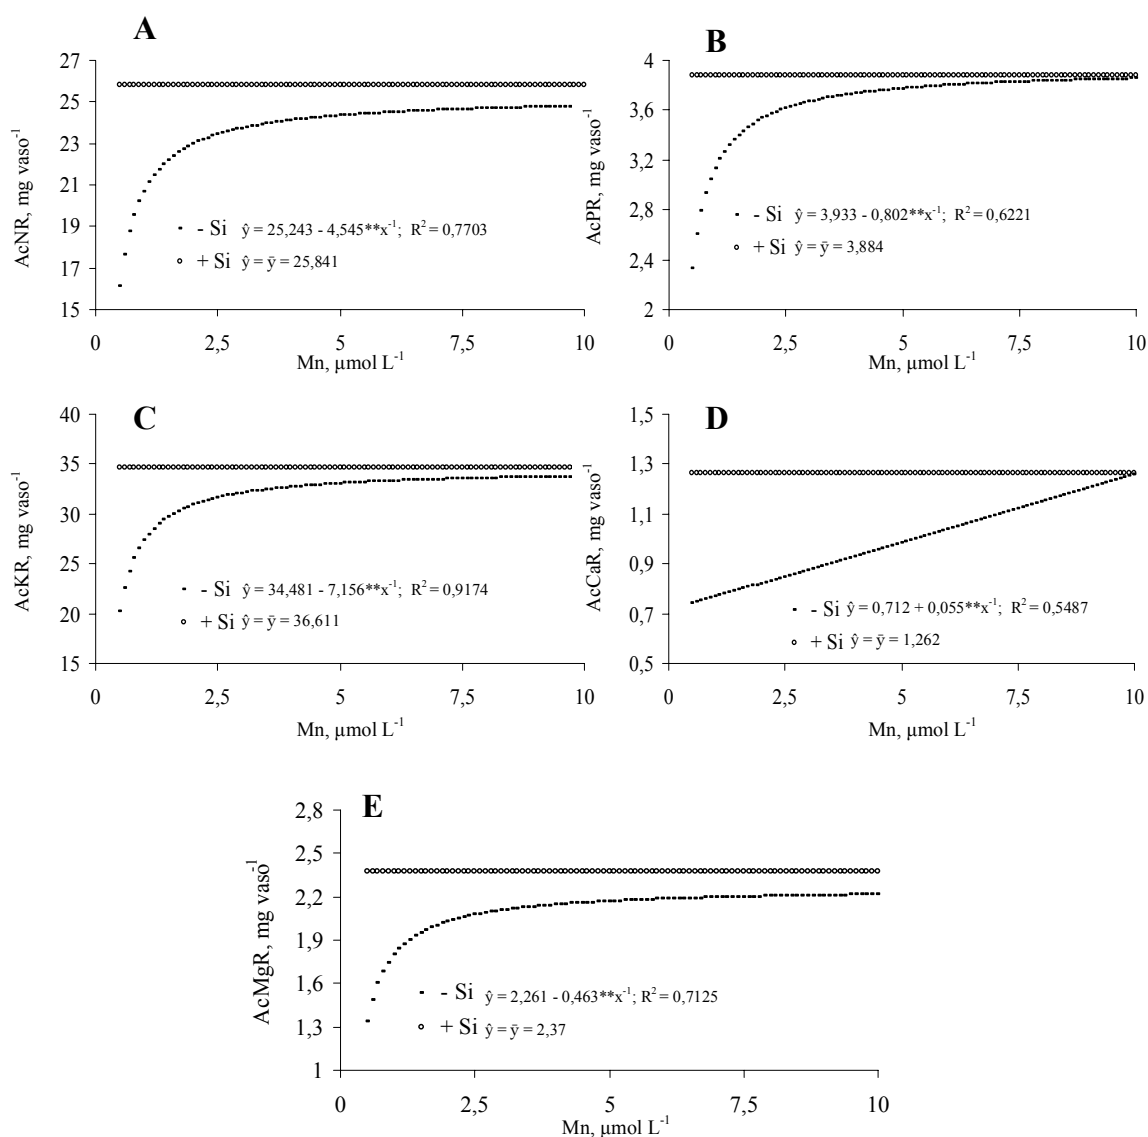 A
27
25
23
21
19
17
15
AcNR, mg vaso⁻¹
- Si ŷ = 25,243 - 4,545**x⁻¹; R² = 0,7703
+ Si ŷ = ȳ = 25,841
0 2,5 5 7,5 10
Mn, µmol L⁻¹
B
4
3,6
3,2
2,8
2,4
2
AcPR, mg vaso⁻¹
- Si ŷ = 3,933 - 0,802**x⁻¹; R² = 0,6221
+ Si ŷ = ȳ = 3,884
0 2,5 5 7,5 10
Mn, µmol L⁻¹
C
40
35
30
25
20
15
AcKR, mg vaso⁻¹
- Si ŷ = 34,481 - 7,156**x⁻¹; R² = 0,9174
+ Si ŷ = ȳ = 36,611
0 2,5 5 7,5 10
Mn, µmol L⁻¹
D
1,5
1,3
1,1
0,9
0,7
0,5
AcCaR, mg vaso⁻¹
- Si ŷ = 0,712 + 0,055**x⁻¹; R² = 0,5487
+ Si ŷ = ȳ = 1,262
0 2,5 5 7,5 10
Mn, µmol L⁻¹
E
2,8
2,5
2,2
1,9
1,6
1,3
1
AcMgR, mg vaso⁻¹
- Si ŷ = 2,261 - 0,463**x⁻¹; R² = 0,7125
+ Si ŷ = ȳ = 2,37
0 2,5 5 7,5 10
Mn, µmol L⁻¹